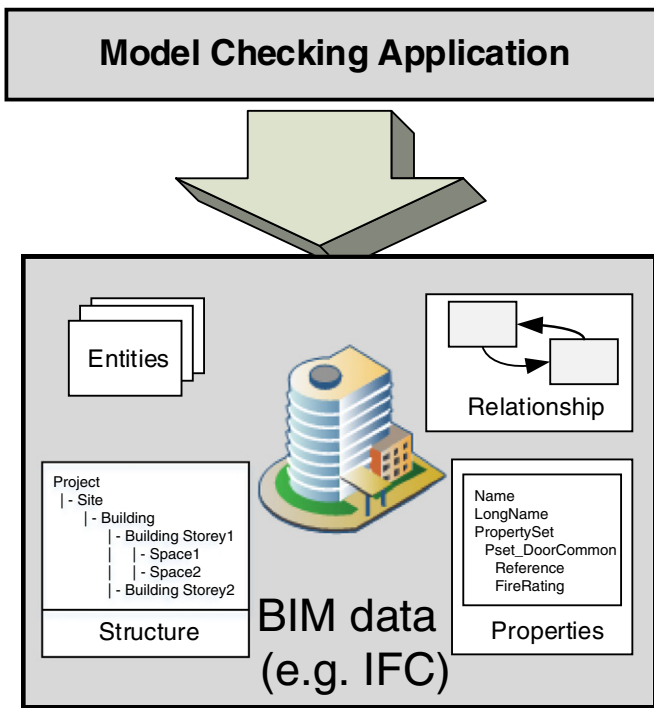 Model Checking Application
Entities
Relationship
Project
|- Site
|- Building
|- Building Storey1
| |- Space1
| |- Space2
|- Building Storey2
Structure
Name
LongName
PropertySet
Pset_DoorCommon
Reference
FireRating
Properties
BIM data
(e.g. IFC)